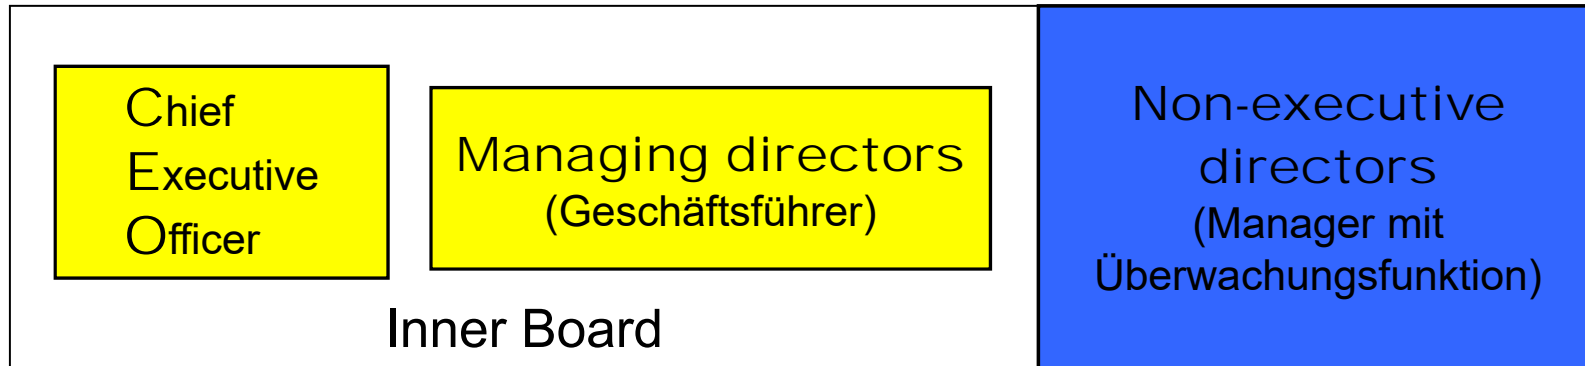 Chief
Executive
Officer
Managing directors
(Geschäftsführer)
Inner Board
Non-executive
directors
(Manager mit
Überwachungsfunktion)